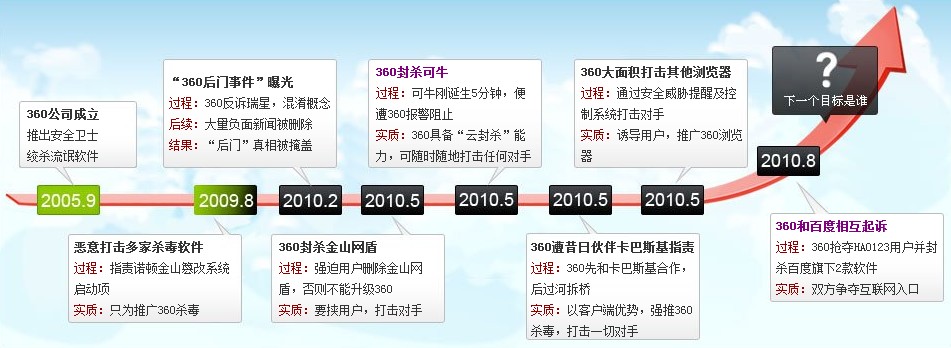 360公司成立
推出安全卫士
绞杀流氓软件
“360后门事件”曝光
过程：360反诉瑞星，混淆概念
后续：大量负面新闻被删除
结果：“后门”真相被掩盖
360封杀可牛
过程：可牛刚诞生5分钟，便
遭360报警阻止
实质：360具备“云封杀”能
力，可随时随地打击任何对手
360大面积打击其他浏览器
过程：通过安全威胁提醒及控
制系统打击对手
实质：诱导用户，推广360浏览
器
?
下一个目标是谁
2005.9
2009.8
2010.2
2010.5
2010.5
2010.5
2010.5
2010.8
恶意打击多家杀毒软件
过程：指责诺顿金山篡改系统
启动项
实质：只为推广360杀毒
360封杀金山网盾
过程：强迫用户删除金山网
盾，否则不能升级360
实质：要挟用户，打击对手
360遭昔日伙伴卡巴斯基指责
过程：360先和卡巴斯基合作，
后过河拆桥
实质：以客户端优势，强推360
杀毒，打击一切对手
360和百度相互起诉
过程：360抢夺HAO123用户并封
杀百度旗下2款软件
实质：双方争夺互联网入口